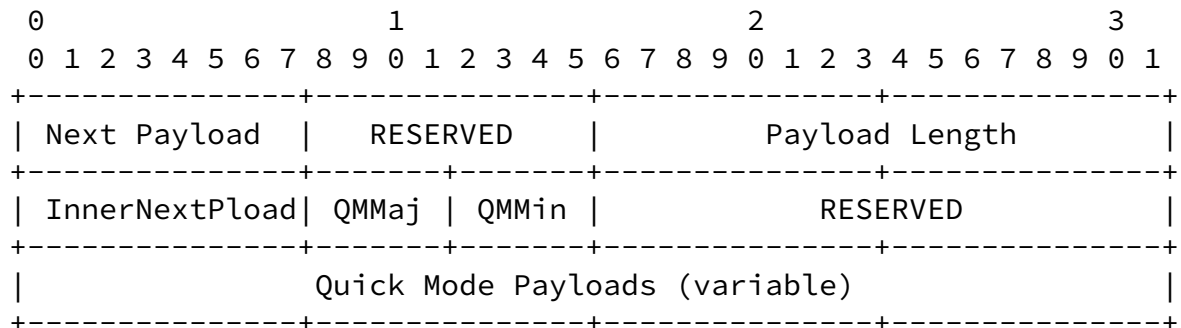 0                   1                   2                   3
 0 1 2 3 4 5 6 7 8 9 0 1 2 3 4 5 6 7 8 9 0 1 2 3 4 5 6 7 8 9 0 1
+---------------+---------------+---------------+---------------+
| Next Payload  |   RESERVED    |         Payload Length        |
+---------------+-------+-------+---------------+---------------+
| InnerNextPload| QMMaj | QMMin |            RESERVED           |
+---------------+-------+-------+---------------+---------------+
|                Quick Mode Payloads (variable)                 |
+---------------+---------------+---------------+---------------+